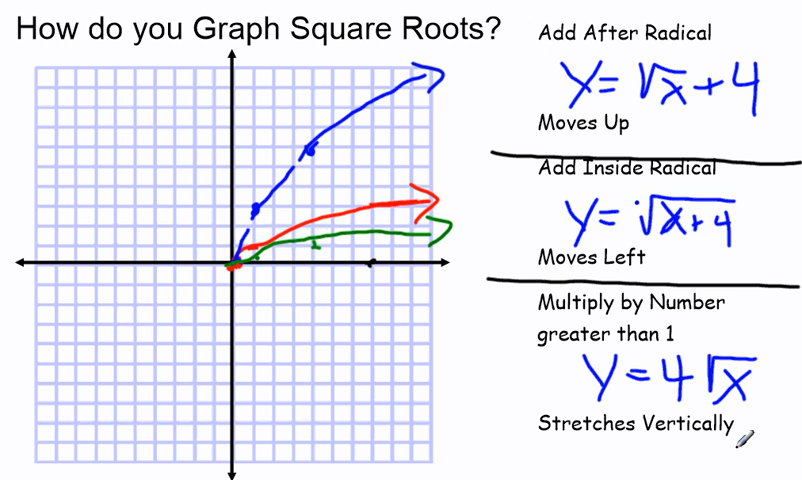 How do you Graph Square Roots?
Add After Radical
y = √x + 4
Moves Up
Add Inside Radical
y = √x+4
Moves Left
Multiply by Number
greater than 1
y = 4√x
Stretches Vertically